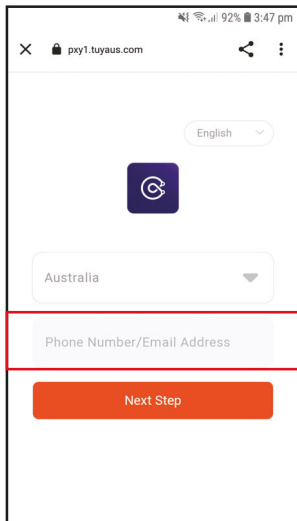 92% 3:47 pm
pxy1.tuyaus.com
English
Australia
Phone Number/Email Address
Next Step